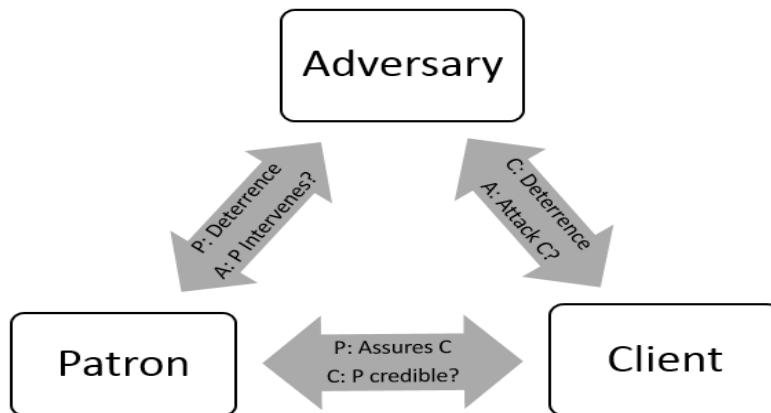 Adversary
P: Deterrence
A: P Intervenes?
C: Deterrence
A: Attack C?
Patron
P: Assures C
C: P credible?
Client